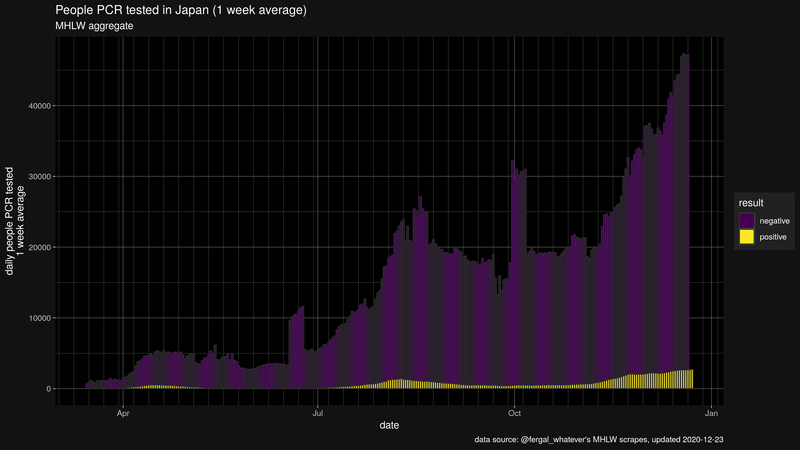 People PCR tested in Japan (1 week average)
MHLW aggregate
daily people PCR tested
1 week average
40000
30000
20000
10000
0
Apr
Jul
Oct
Jan
date
result
negative
positive
data source: @fergal_whatever's MHLW scrapes, updated 2020-12-23